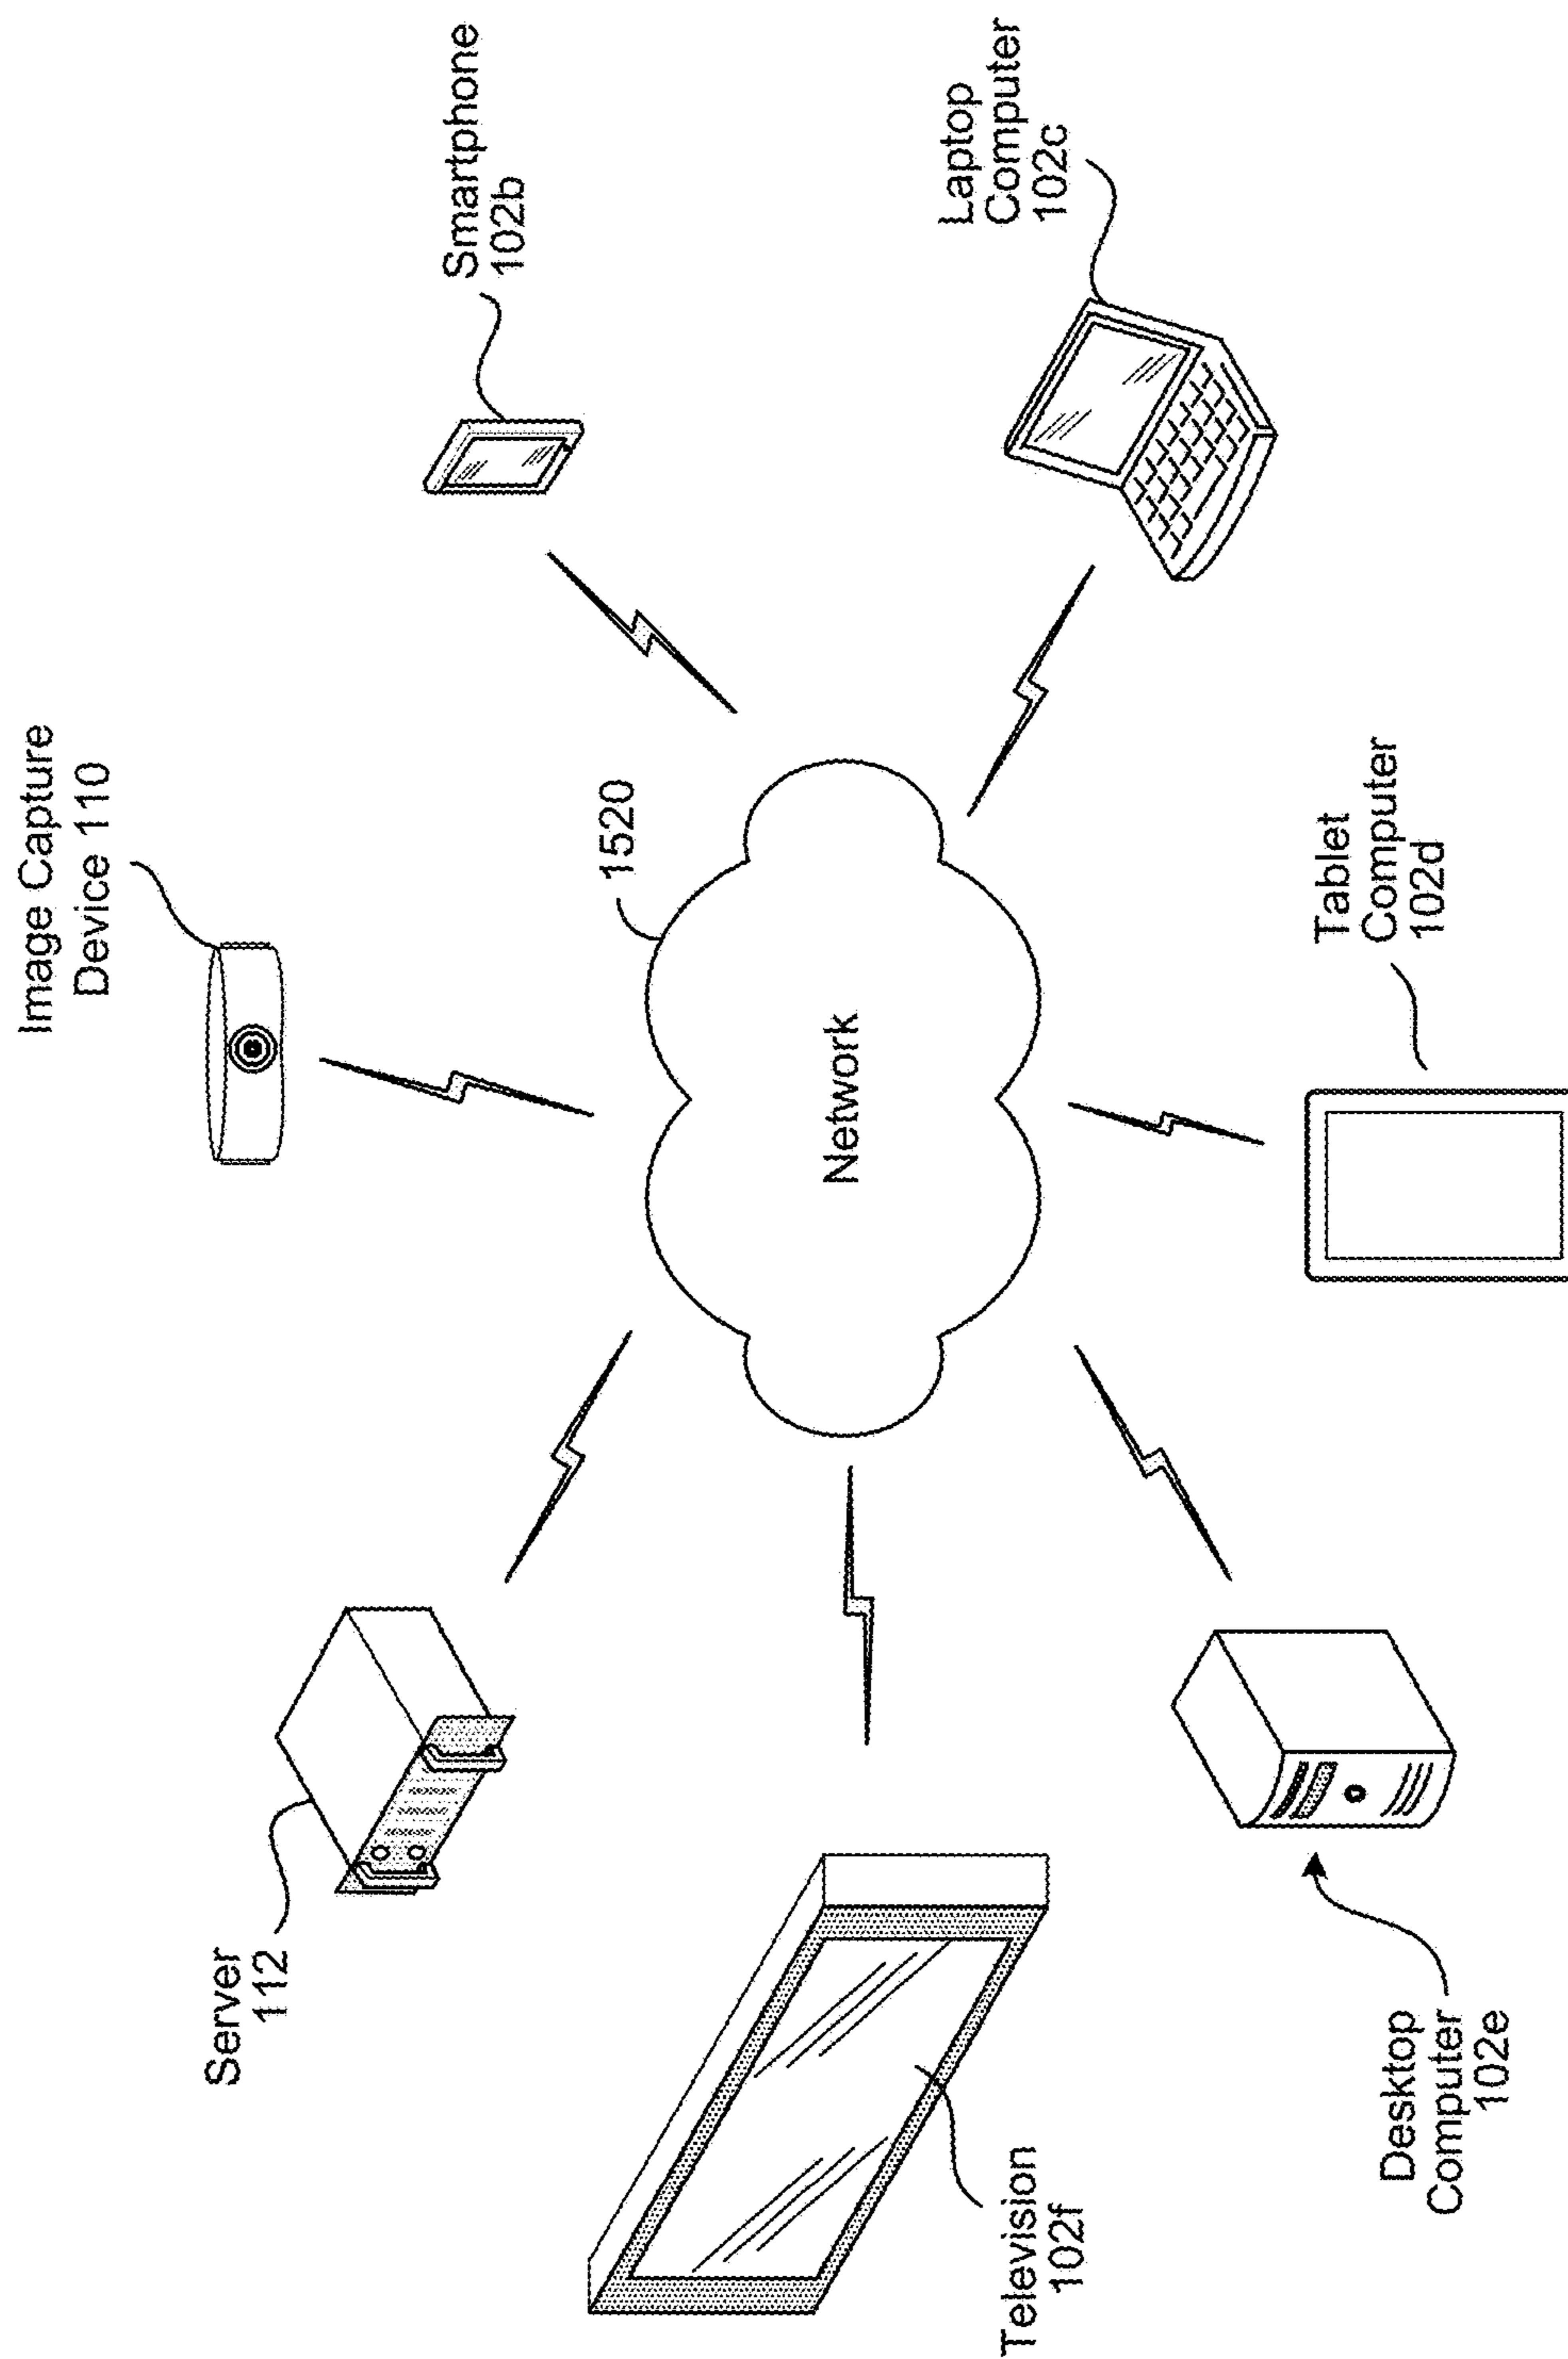 Server
112
Image Capture
Device 110
Smartphone
102b
1520
Network
Television
102f
Laptop
Computer
102c
Desktop
Computer
102e
Tablet
Computer
102d